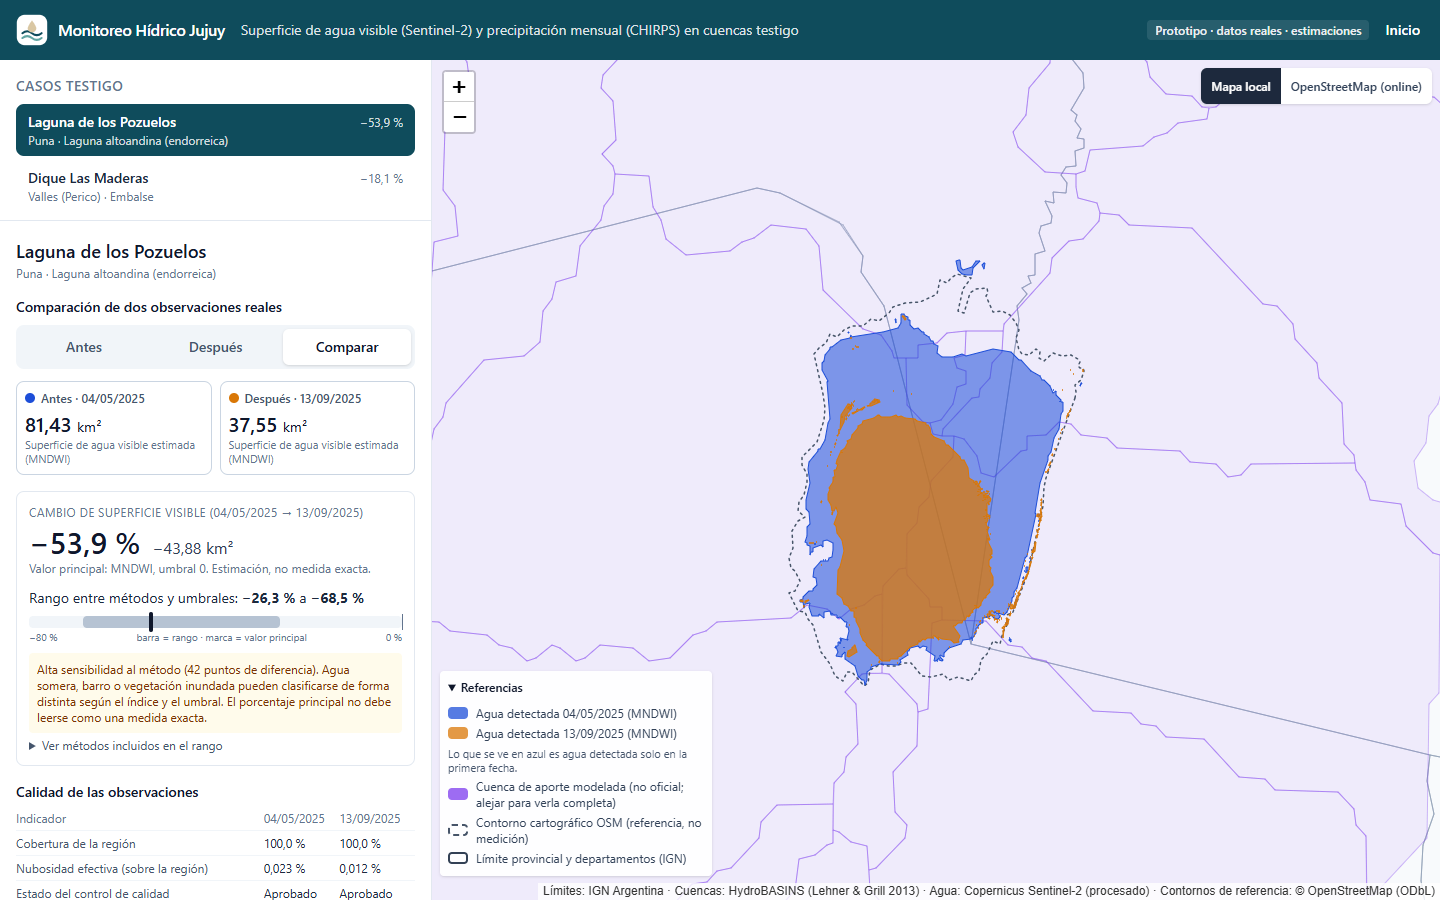 Monitoreo Hídrico Jujuy
Superficie de agua visible (Sentinel-2) y precipitación mensual (CHIRPS) en cuencas testigo
Prototipo · datos reales · estimaciones
Inicio
CASOS TESTIGO
Laguna de los Pozuelos
−53,9 %
Puna · Laguna altoandina (endorreica)
Dique Las Maderas
−18,1 %
Valles (Perico) · Embalse
Laguna de los Pozuelos
Puna · Laguna altoandina (endorreica)
Comparación de dos observaciones reales
Antes
Después
Comparar
Antes · 04/05/2025
81,43 km²
Superficie de agua visible estimada
(MNDWI)
Después · 13/09/2025
37,55 km²
Superficie de agua visible estimada
(MNDWI)
CAMBIO DE SUPERFICIE VISIBLE (04/05/2025 → 13/09/2025)
−53,9 % −43,88 km²
Valor principal: MNDWI, umbral 0. Estimación, no medida exacta.
Rango entre métodos y umbrales: −26,3 % a −68,5 %
−80 %
barra = rango · marca = valor principal
0 %
Alta sensibilidad al método (42 puntos de diferencia). Agua
somera, barro o vegetación inundada pueden clasificarse de forma
distinta según el índice y el umbral. El porcentaje principal no debe
leerse como una medida exacta.
▶ Ver métodos incluidos en el rango
Calidad de las observaciones
Indicador 04/05/2025 13/09/2025
Cobertura de la región 100,0 % 100,0 %
Nubosidad efectiva (sobre la región) 0,023 % 0,012 %
Estado del control de calidad Aprobado Aprobado
+
−
Mapa local
OpenStreetMap (online)
▼ Referencias
Agua detectada 04/05/2025 (MNDWI)
Agua detectada 13/09/2025 (MNDWI)
Lo que se ve en azul es agua detectada solo en la
primera fecha.
Cuenca de aporte modelada (no oficial;
alejar para verla completa)
Contorno cartográfico OSM (referencia, no
medición)
Límite provincial y departamentos (IGN)
Límites: IGN Argentina · Cuencas: HydroBASINS (Lehner & Grill 2013) · Agua: Copernicus Sentinel-2 (procesado) · Contornos de referencia: © OpenStreetMap (ODbL)